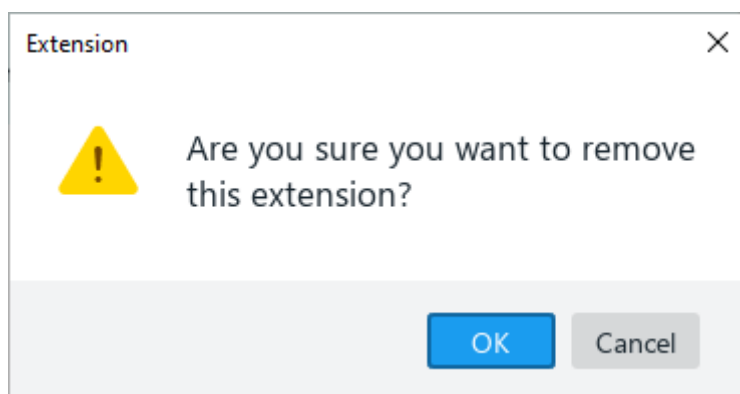 Extension
Are you sure you want to remove
this extension?
OK
Cancel